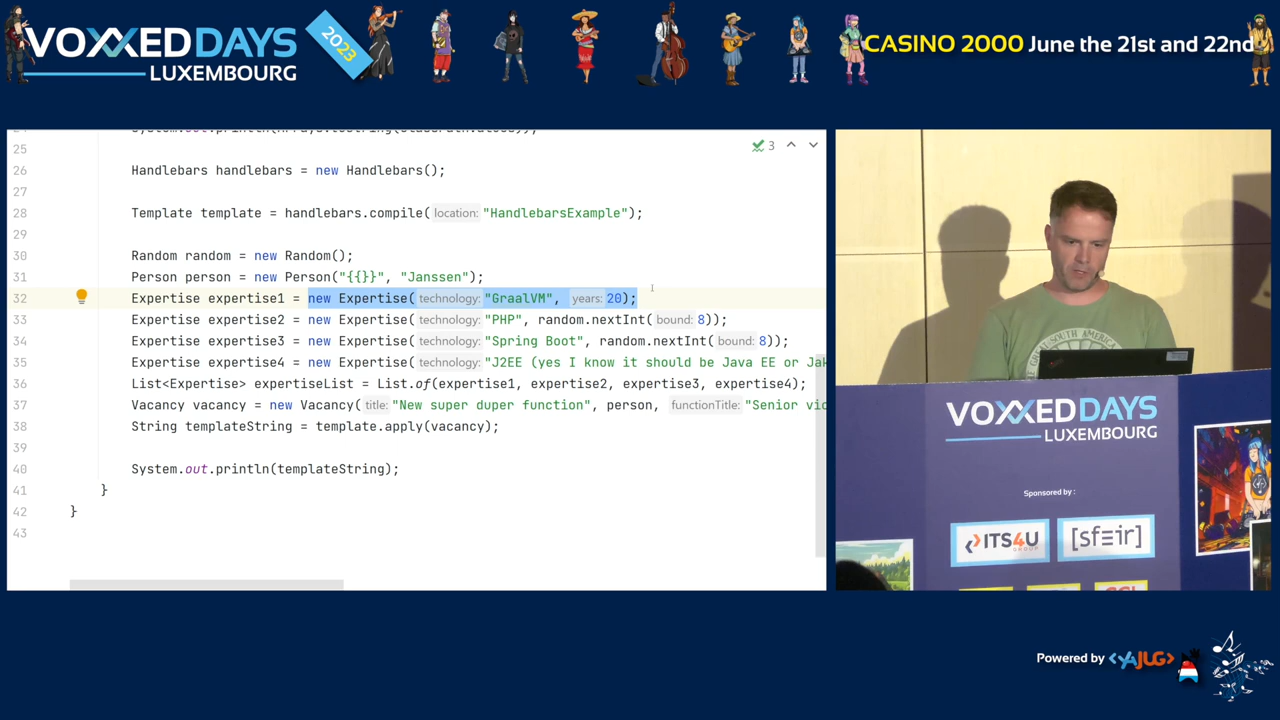 VOXXED DAYS
LUXEMBOURG
2023
CASINO 2000 June the 21st and 22nd
25
26 Handlebars handlebars = new Handlebars();
27
28 Template template = handlebars.compile( location: "HandlebarsExample");
29
30 Random random = new Random();
31 Person person = new Person("{{}}", "Janssen");
32 Expertise expertise1 = new Expertise( technology: "GraalVM", years: 20);
33 Expertise expertise2 = new Expertise( technology: "PHP", random.nextInt( bound: 8));
34 Expertise expertise3 = new Expertise( technology: "Spring Boot", random.nextInt( bound: 8));
35 Expertise expertise4 = new Expertise( technology: "J2EE (yes I know it should be Java EE or Jak
36 List<Expertise> expertiseList = List.of(expertise1, expertise2, expertise3, expertise4);
37 Vacancy vacancy = new Vacancy( title: "New super duper function", person, functionTitle: "Senior vic
38 String templateString = template.apply(vacancy);
39
40 System.out.println(templateString);
41 }
42 }
43
3
VOXXED DAYS
LUXEMBOURG
Sponsored by :
ITS4U
GROUP
[sfeir]
Powered by <YAJUG>